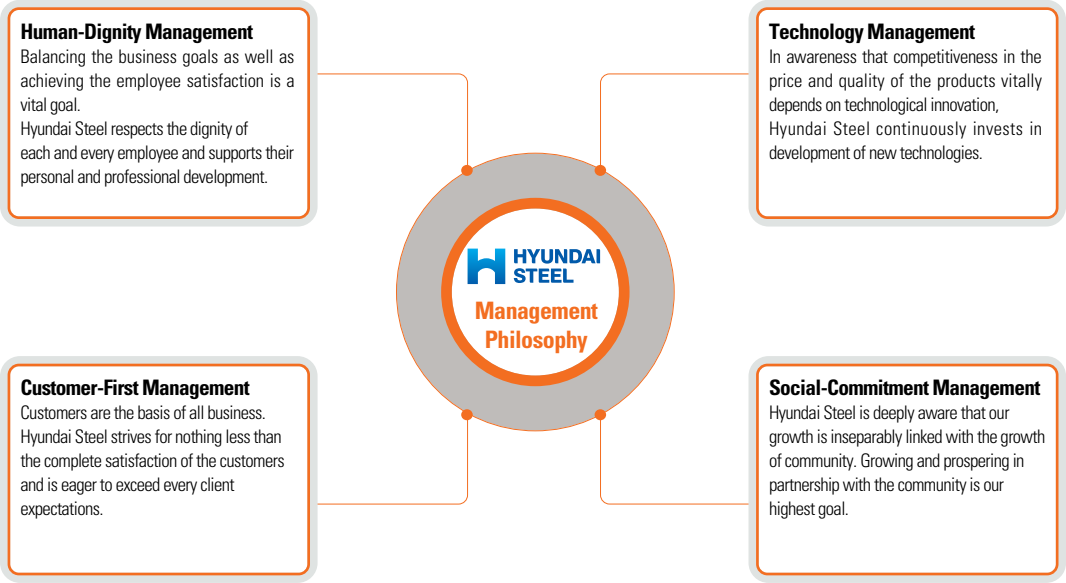 Human-Dignity Management
Balancing the business goals as well as
achieving the employee satisfaction is a
vital goal.
Hyundai Steel respects the dignity of
each and every employee and supports their
personal and professional development.
Technology Management
In awareness that competitiveness in the
price and quality of the products vitally
depends on technological innovation,
Hyundai Steel continuously invests in
development of new technologies.
HYUNDAI
STEEL
Management
Philosophy
Customer-First Management
Customers are the basis of all business.
Hyundai Steel strives for nothing less than
the complete satisfaction of the customers
and is eager to exceed every client
expectations.
Social-Commitment Management
Hyundai Steel is deeply aware that our
growth is inseparably linked with the growth
of community. Growing and prospering in
partnership with the community is our
highest goal.